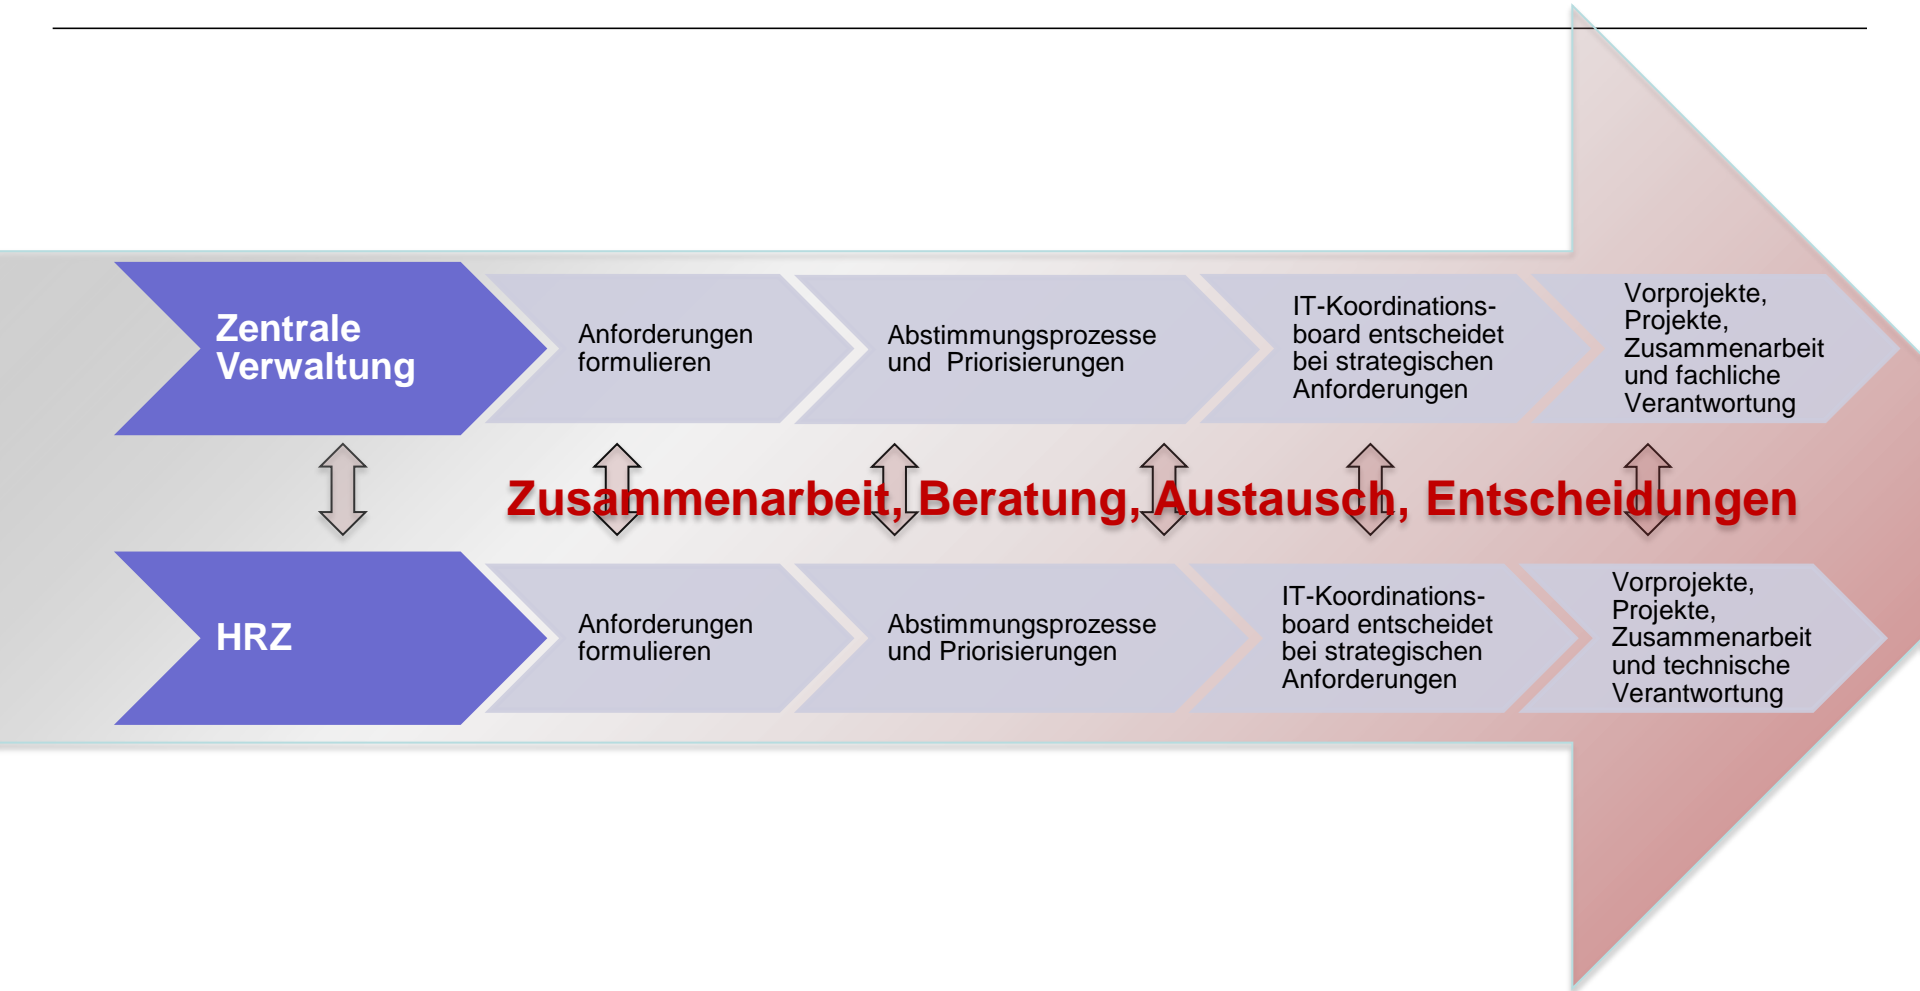 Zentrale
Verwaltung
Anforderungen
formulieren
Abstimmungsprozesse
und  Priorisierungen
IT-Koordinations-
board entscheidet
bei strategischen
Anforderungen
Vorprojekte,
Projekte,
Zusammenarbeit
und fachliche
Verantwortung
Zusammenarbeit, Beratung, Austausch, Entscheidungen
HRZ
Anforderungen
formulieren
Abstimmungsprozesse
und Priorisierungen
IT-Koordinations-
board entscheidet
bei strategischen
Anforderungen
Vorprojekte,
Projekte,
Zusammenarbeit
und technische
Verantwortung